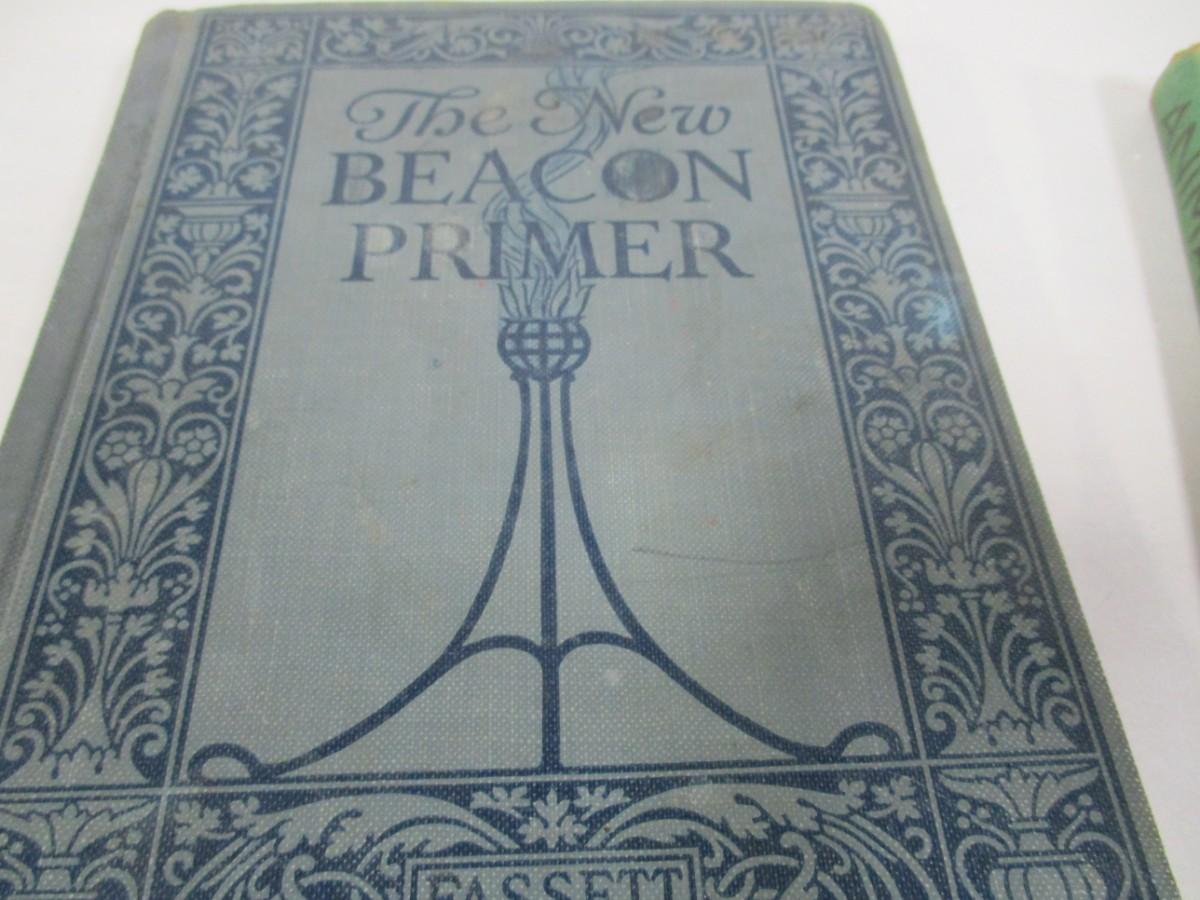 The New
BEACON
PRIMER
FASSETT